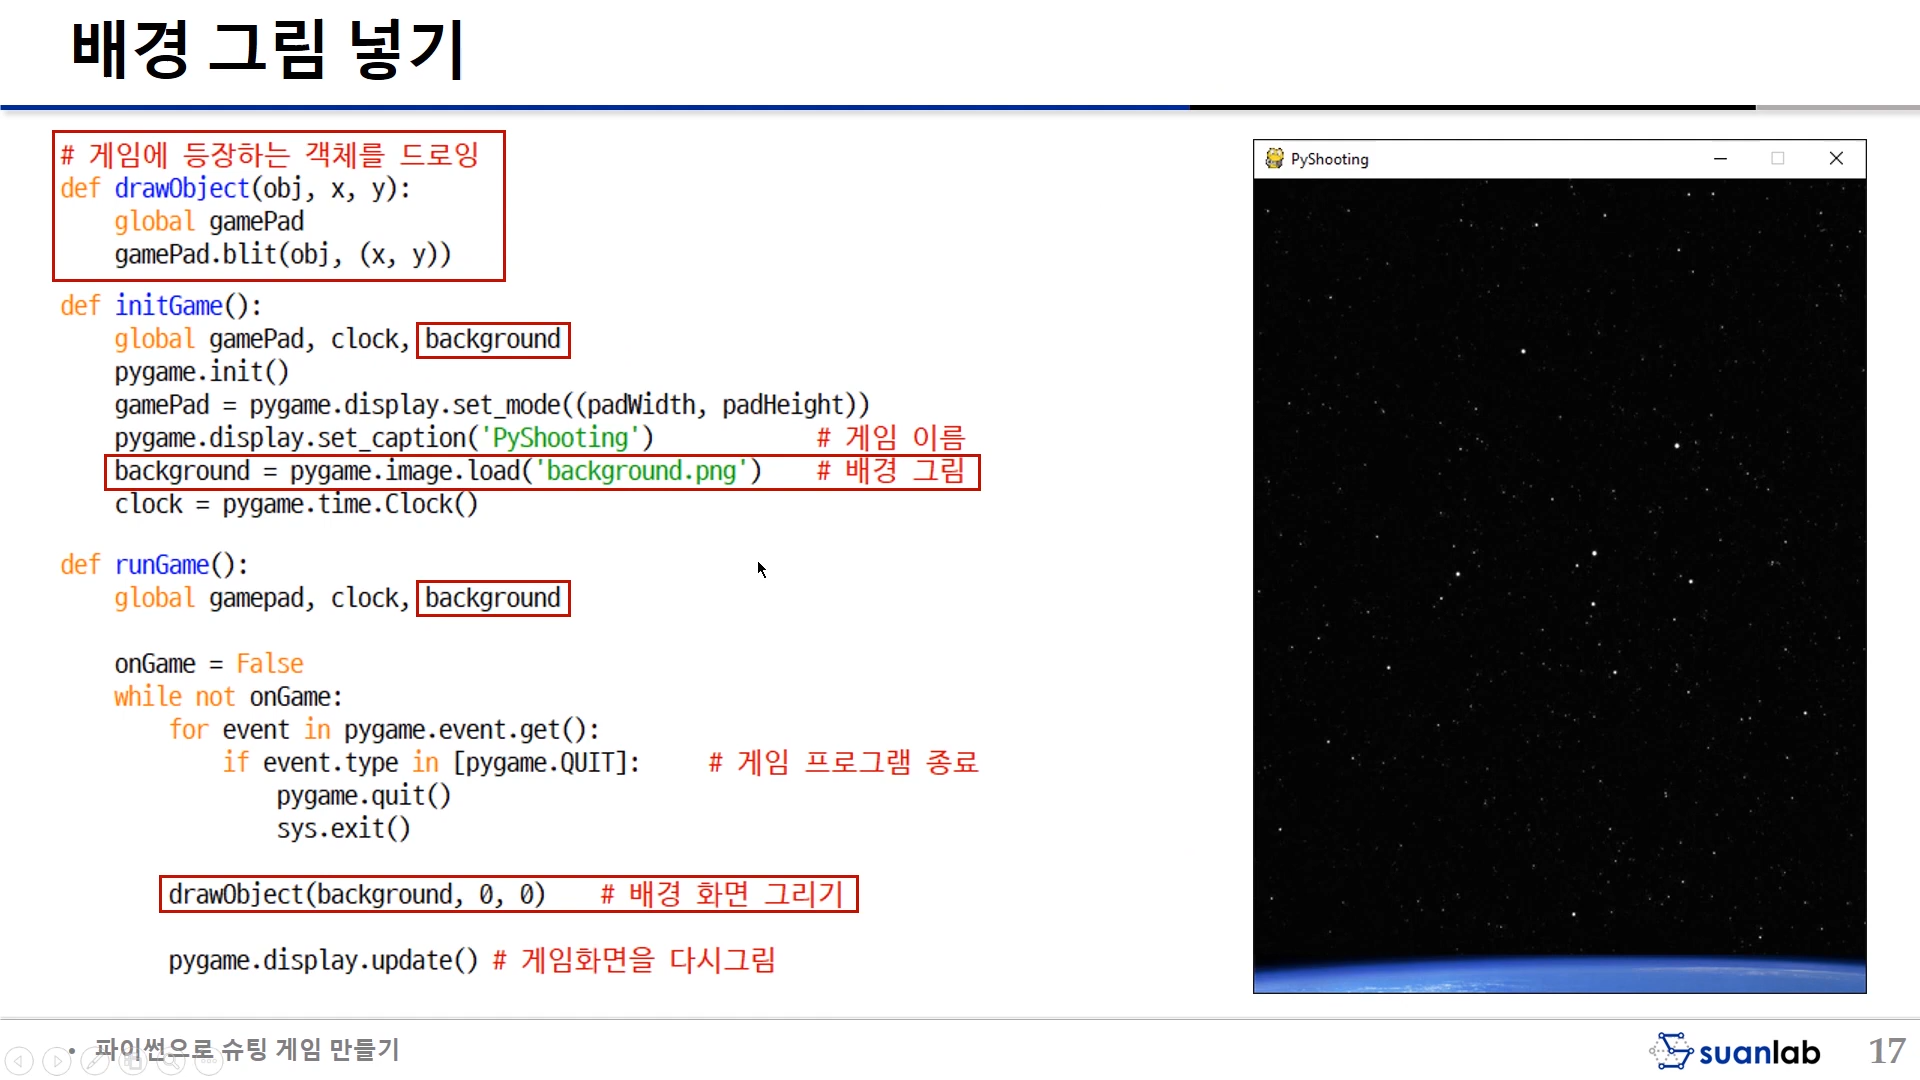 배경 그림 넣기
# 게임에 등장하는 객체를 드로잉
def drawObject(obj, x, y):
    global gamePad
    gamePad.blit(obj, (x, y))
def initGame():
    global gamePad, clock, background
    pygame.init()
    gamePad = pygame.display.set_mode((padWidth, padHeight))
    pygame.display.set_caption('PyShooting')            # 게임 이름
    background = pygame.image.load('background.png')    # 배경 그림
    clock = pygame.time.Clock()
def runGame():
    global gamepad, clock, background
    onGame = False
    while not onGame:
        for event in pygame.event.get():
            if event.type in [pygame.QUIT]:     # 게임 프로그램 종료
                pygame.quit()
                sys.exit()
        drawObject(background, 0, 0)    # 배경 화면 그리기
        pygame.display.update() # 게임화면을 다시그림
PyShooting
• 파이썬으로 슈팅 게임 만들기
suanlab
17